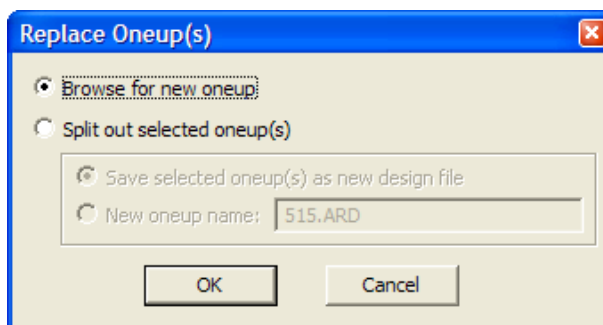 Replace Oneup(s)
Browse for new oneup
Split out selected oneup(s)
Save selected oneup(s) as new design file
New oneup name: 515.ARD
OK Cancel